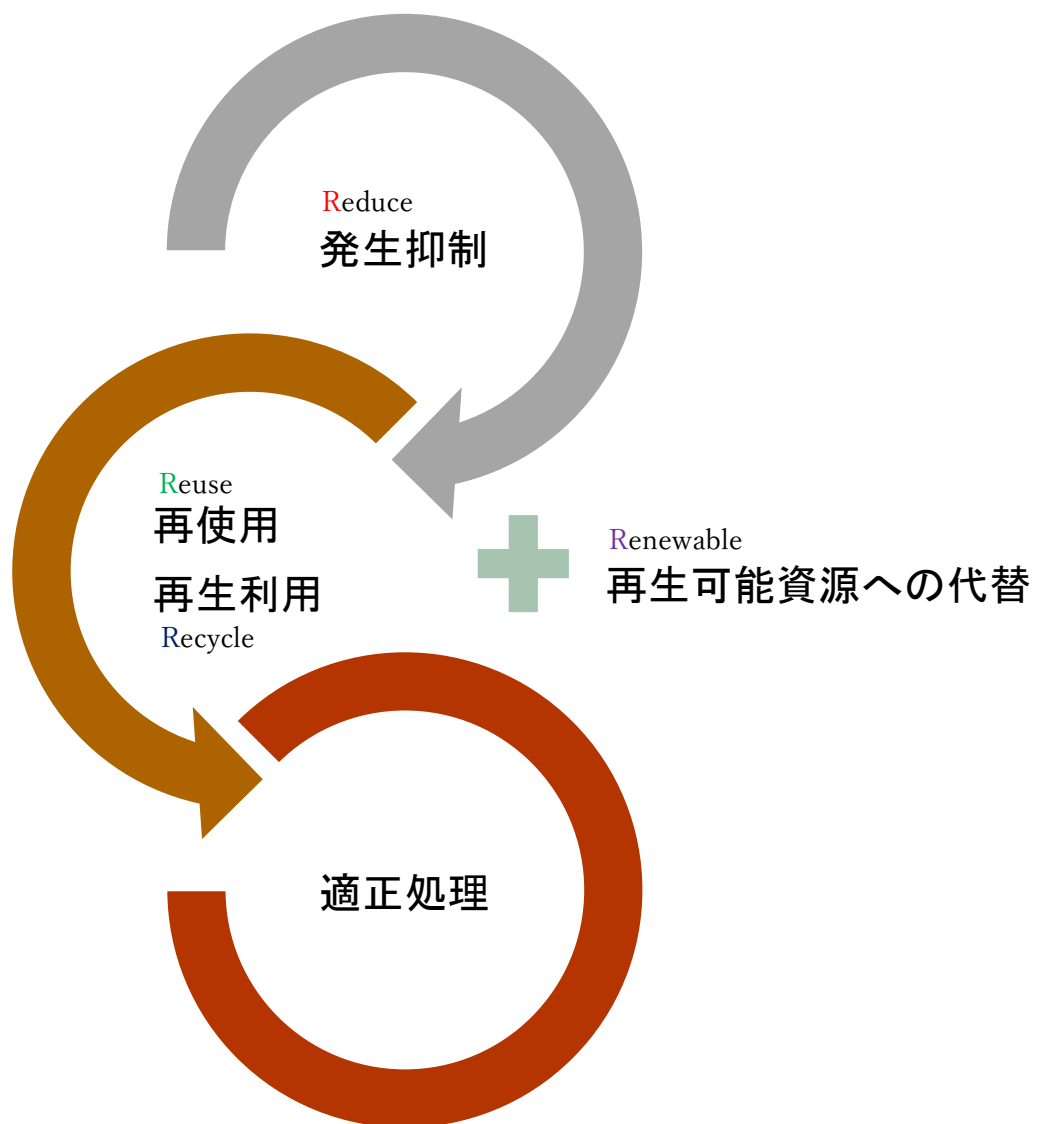 Reduce
発生抑制
Reuse
再使用
再生利用
Recycle
Renewable
再生可能資源への代替
適正処理